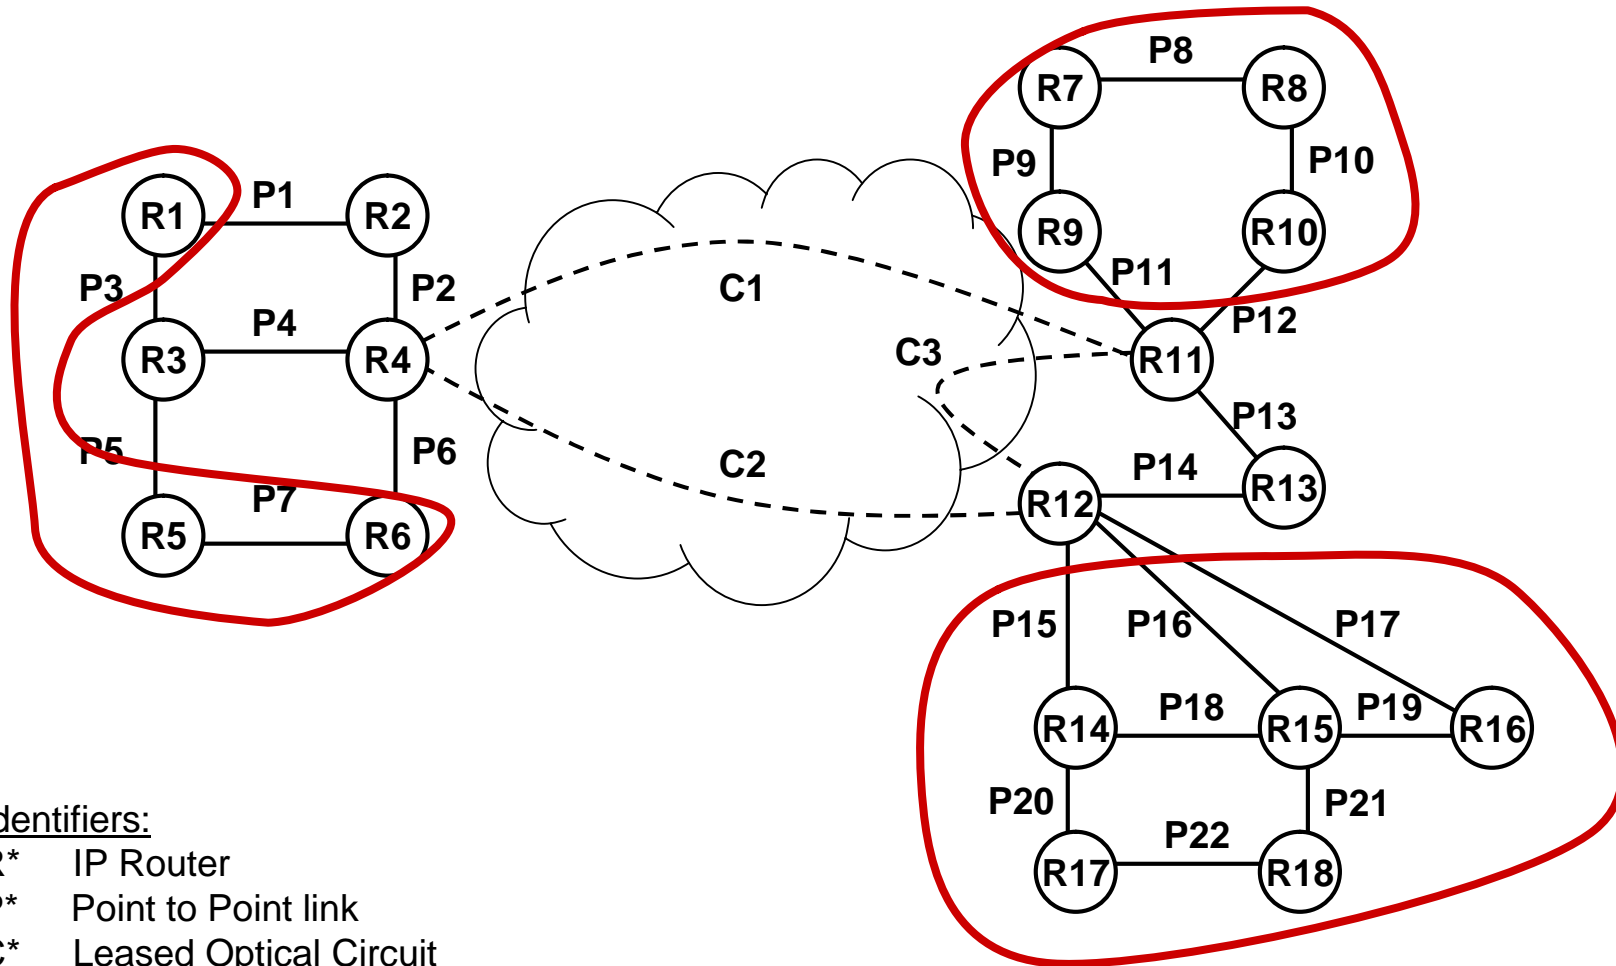 P8
R7
R8
P9
P10
R9
R10
P11
P12
R1
P1
R2
P3
P2
P4
R3
R4
P5
P6
P7
R5
R6
C1
C3
C2
R11
P13
P14
R12
R13
P15
P16
P17
R14
P18
R15
P19
R16
P20
P21
P22
R17
R18
dentifiers:
R* IP Router
P* Point to Point link
C* Leased Optical Circuit